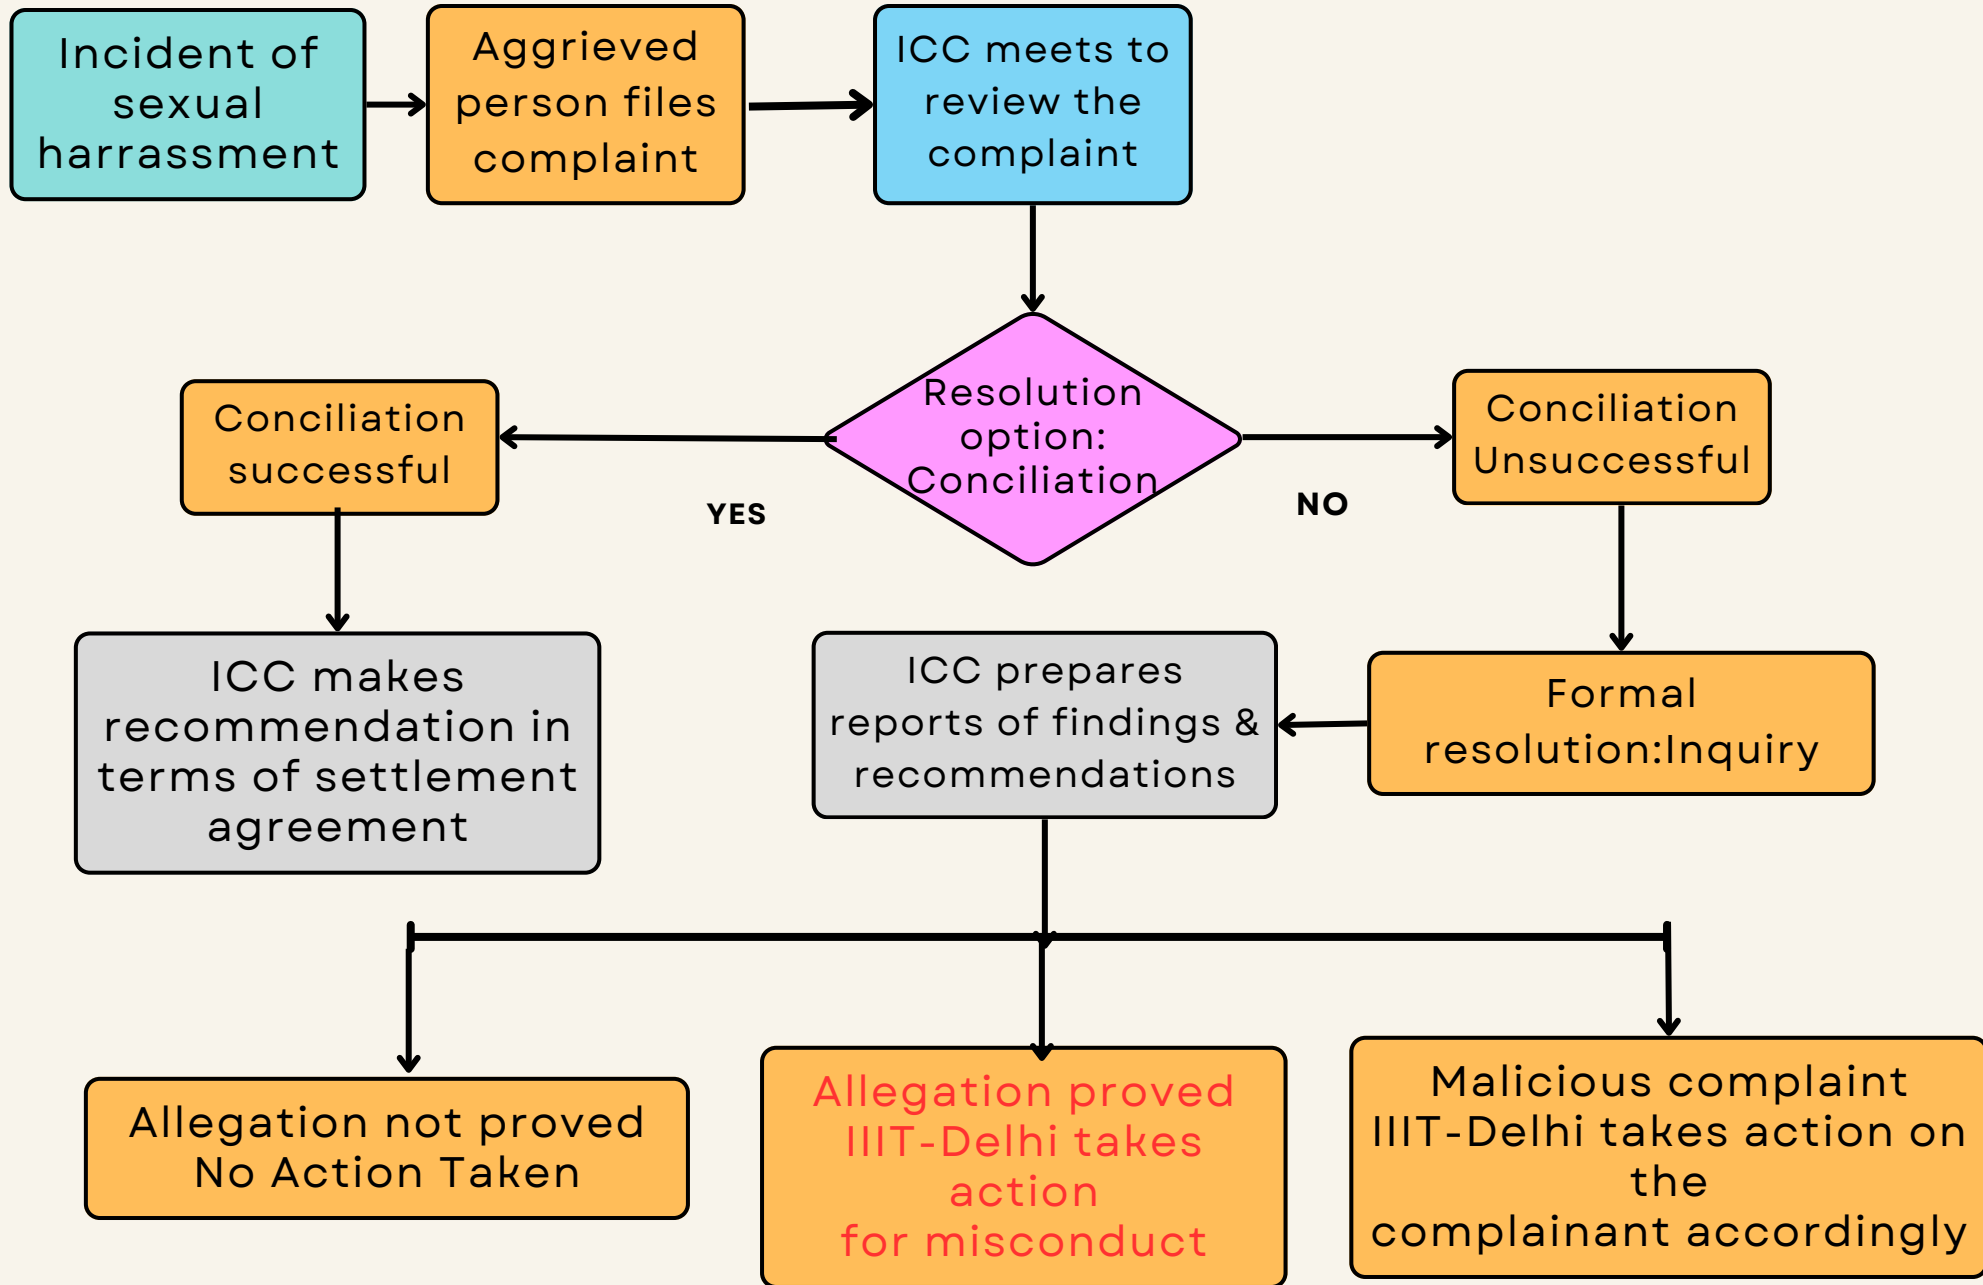 Incident of
sexual
harrassment
Aggrieved
person files
complaint
ICC meets to
review the
complaint
Resolution
option:
Conciliation
Conciliation
successful
YES
NO
Conciliation
Unsuccessful
ICC makes
recommendation in
terms of settlement
agreement
ICC prepares
reports of findings &
recommendations
Formal
resolution:Inquiry
Allegation not proved
No Action Taken
Allegation proved
IIIT-Delhi takes
action
for misconduct
Malicious complaint
IIIT-Delhi takes action on
the
complainant accordingly